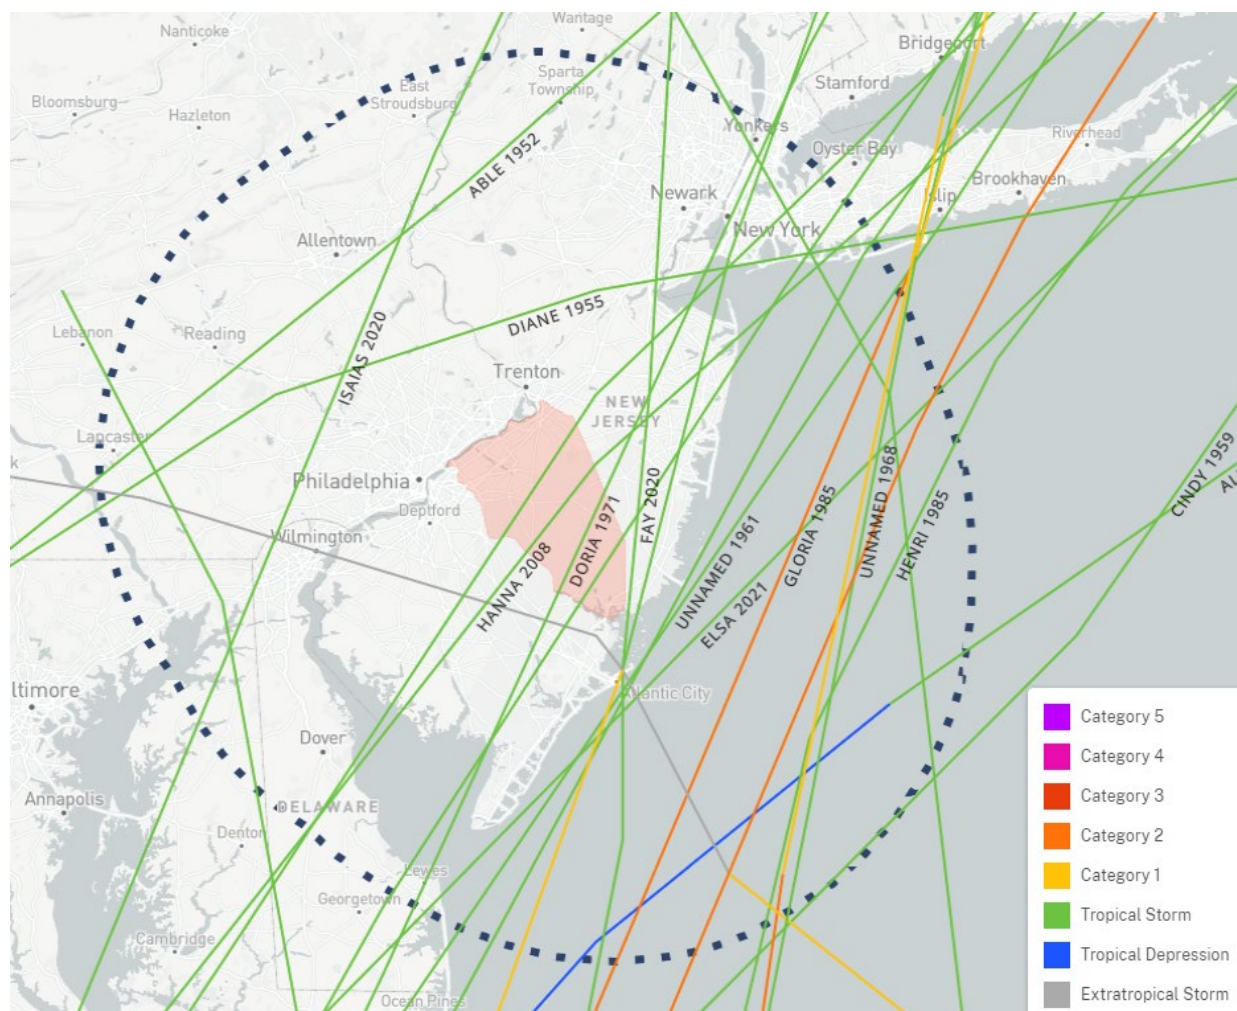 Nanticoke
Wantage
Bridgeport
Bloomsburg
Hazleton
East
Stroudsburg
Sparta
Township
Stamford
Yonkers
Riverhead
Oyster Bay
ABLE 1952
Newark
Brookhaven
Islip
New York
Allentown
Lebanon
Reading
ISAIAS 2020
DIANE 1955
Trenton
NEW
JERSEY
Lancaster
k
Philadelphia
Deptford
Wilmington
HANNA 2008
DORIA 1971
FAY 2020
UNNAMED 1961
ELSA 2021
GLORIA 1985
UNNAMED 1968
HENRI 1985
CINDY 1959
AL
ltimore
Atlantic City
Dover
Annapolis
DELAWARE
Denton
Lewes
Georgetown
Cambridge
Ocean Pines
Category 5
Category 4
Category 3
Category 2
Category 1
Tropical Storm
Tropical Depression
Extratropical Storm